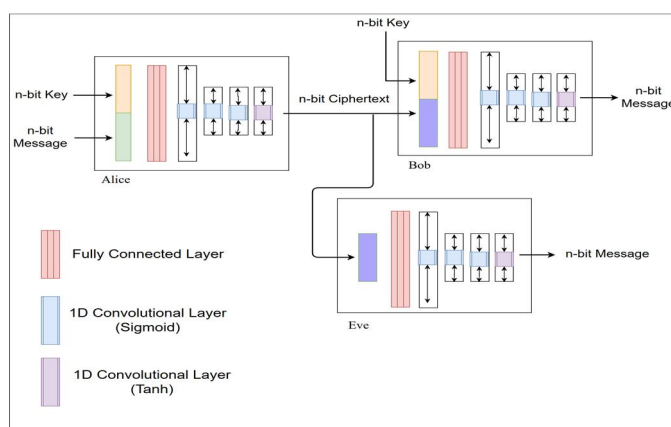 n-bit Key
n-bit Key
n-bit Ciphertext
n-bit
Message
n-bit
Message
Alice
Bob
n-bit Message
Eve
Fully Connected Layer
1D Convolutional Layer
(Sigmoid)
1D Convolutional Layer
(Tanh)